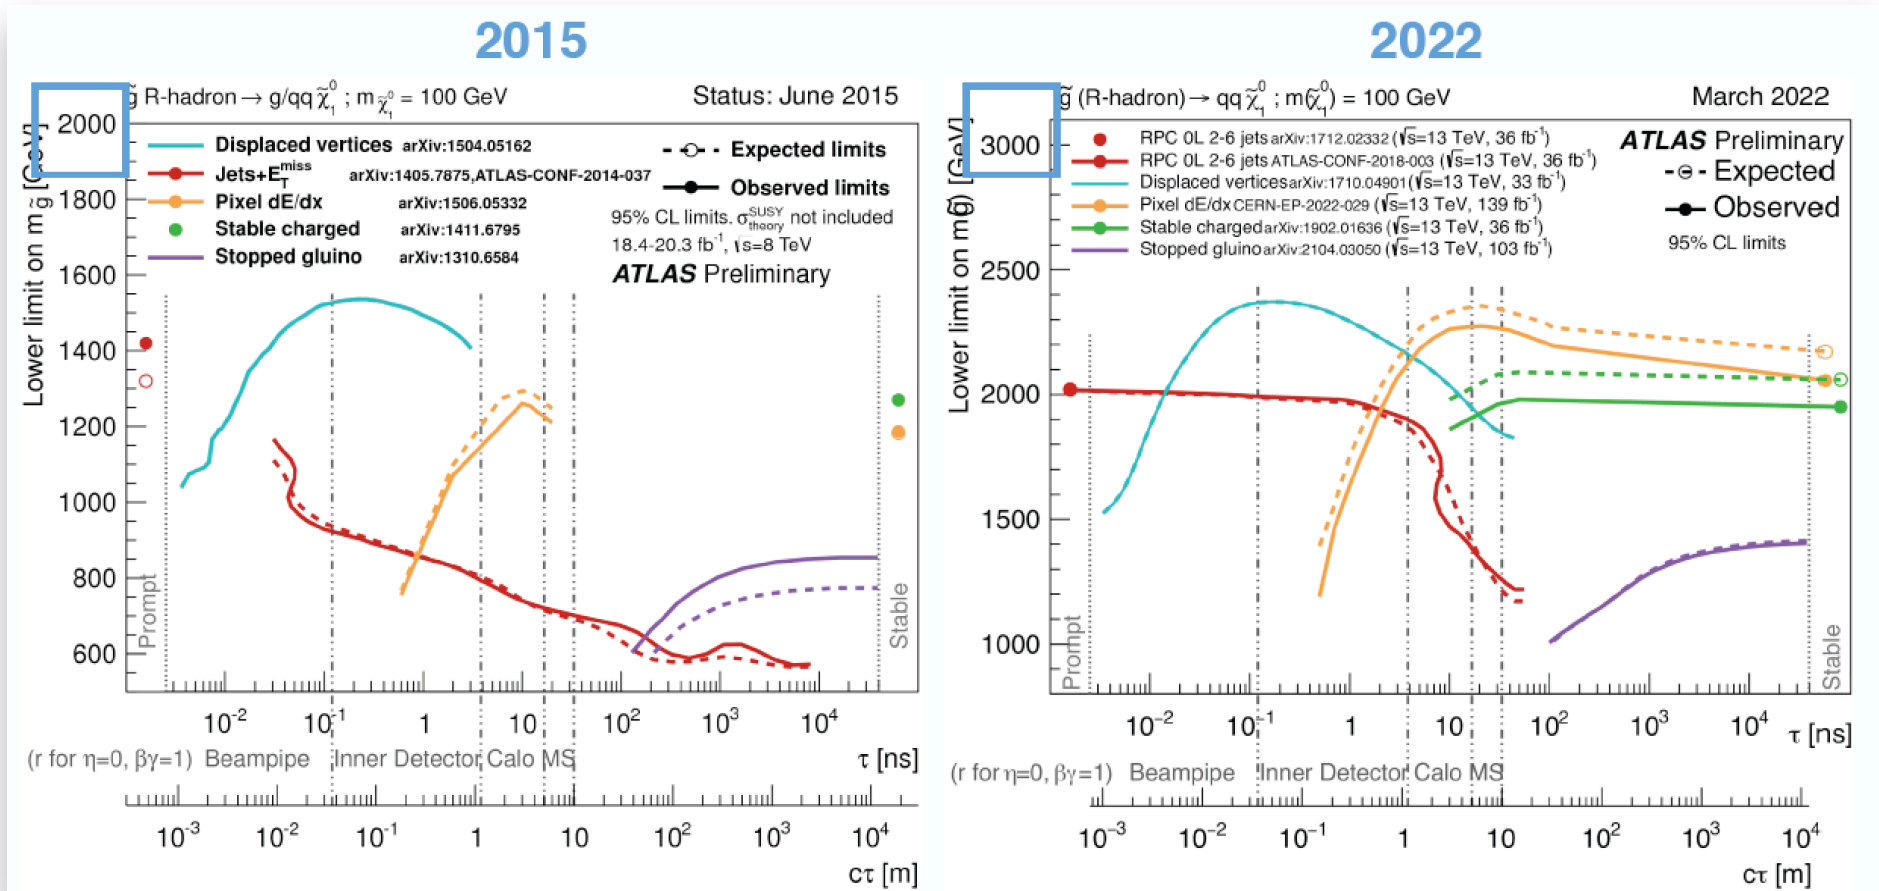 2015
g̃ R-hadron → g/qq χ̃₁⁰ ; m_χ̃₁⁰ = 100 GeV
Status: June 2015
Lower limit on m_g̃ [GeV]
2000
1800
1600
1400
1200
1000
800
600
Displaced vertices arXiv:1504.05162
Jets+E_T^miss arXiv:1405.7875,ATLAS-CONF-2014-037
Pixel dE/dx arXiv:1506.05332
Stable charged arXiv:1411.6795
Stopped gluino arXiv:1310.6584
Expected limits
Observed limits
95% CL limits. σ_theory^SUSY not included
18.4-20.3 fb⁻¹, √s=8 TeV
ATLAS Preliminary
Prompt
Stable
10⁻² 10⁻¹ 1 10 10² 10³ 10⁴
τ [ns]
(r for η=0, βγ=1) Beampipe Inner Detector Calo MS
10⁻³ 10⁻² 10⁻¹ 1 10 10² 10³ 10⁴
cτ [m]
2022
g̃ (R-hadron) → qq χ̃₁⁰ ; m(χ̃₁⁰) = 100 GeV
March 2022
Lower limit on m(g̃) [GeV]
3000
2500
2000
1500
1000
RPC 0L 2-6 jets arXiv:1712.02332 (√s=13 TeV, 36 fb⁻¹)
RPC 0L 2-6 jets ATLAS-CONF-2018-003 (√s=13 TeV, 36 fb⁻¹)
Displaced vertices arXiv:1710.04901 (√s=13 TeV, 33 fb⁻¹)
Pixel dE/dx CERN-EP-2022-029 (√s=13 TeV, 139 fb⁻¹)
Stable charged arXiv:1902.01636 (√s=13 TeV, 36 fb⁻¹)
Stopped gluino arXiv:2104.03050 (√s=13 TeV, 103 fb⁻¹)
ATLAS Preliminary
Expected
Observed
95% CL limits
Prompt
Stable
10⁻² 10⁻¹ 1 10 10² 10³ 10⁴
τ [ns]
(r for η=0, βγ=1) Beampipe Inner Detector Calo MS
10⁻³ 10⁻² 10⁻¹ 1 10 10² 10³ 10⁴
cτ [m]